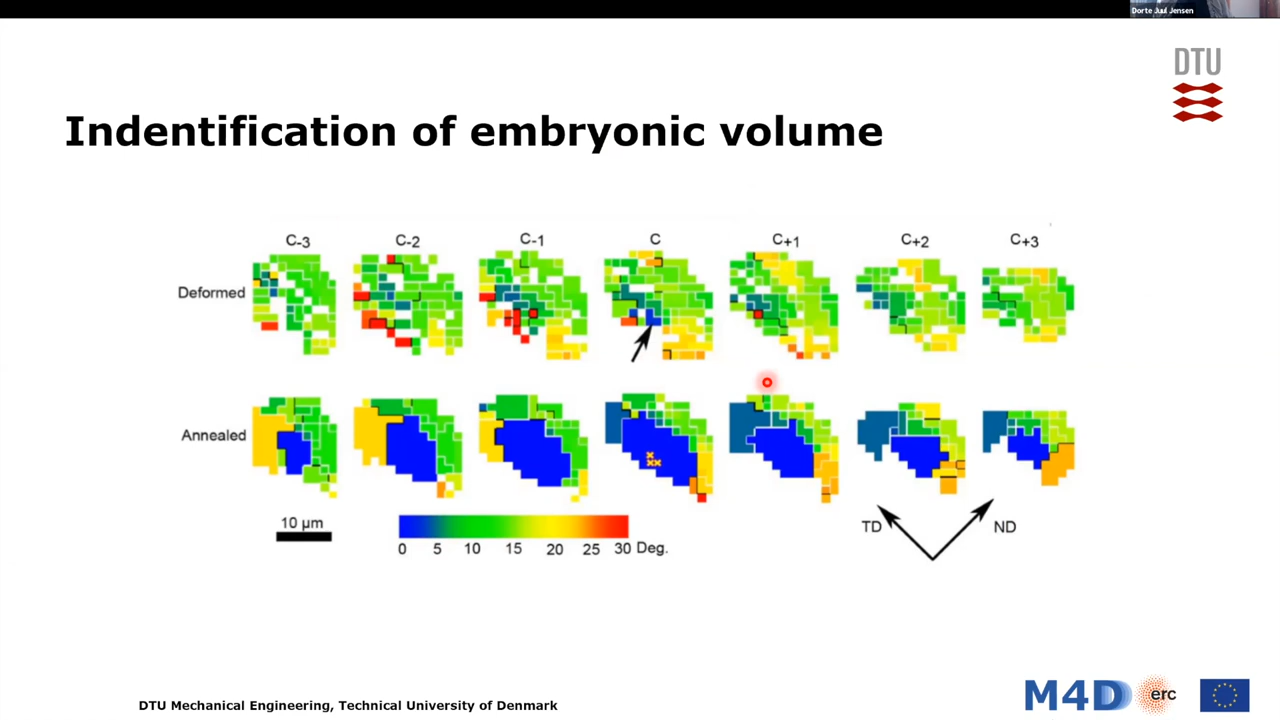 Dorte Juul Jensen
DTU
Indentification of embryonic volume
C-3 C-2 C-1 C C+1 C+2 C+3
Deformed
Annealed
10 μm
0 5 10 15 20 25 30 Deg.
TD ND
DTU Mechanical Engineering, Technical University of Denmark
M4D erc